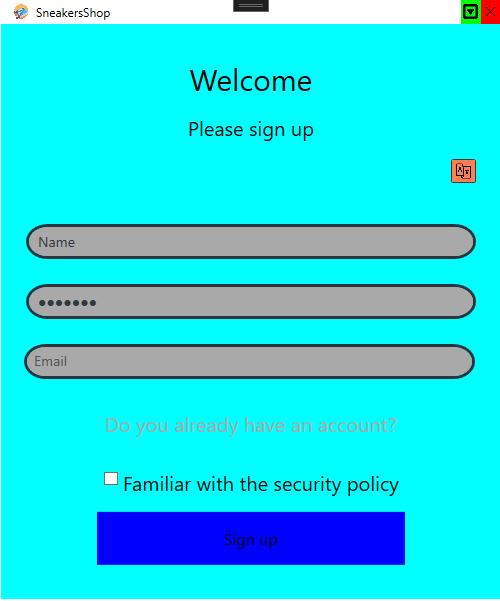 SneakersShop
Welcome
Please sign up
Name
●●●●●●●
Email
Do you already have an account?
Familiar with the security policy
Sign up